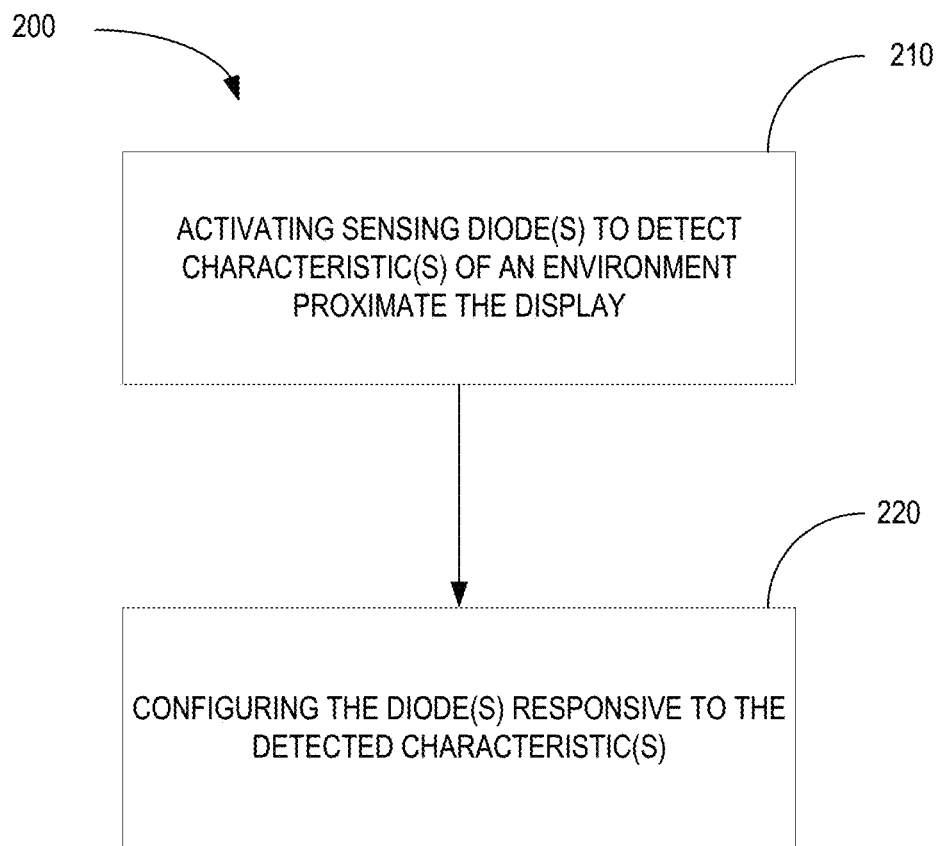 200
210
ACTIVATING SENSING DIODE(S) TO DETECT
CHARACTERISTIC(S) OF AN ENVIRONMENT
PROXIMATE THE DISPLAY
220
CONFIGURING THE DIODE(S) RESPONSIVE TO THE
DETECTED CHARACTERISTIC(S)